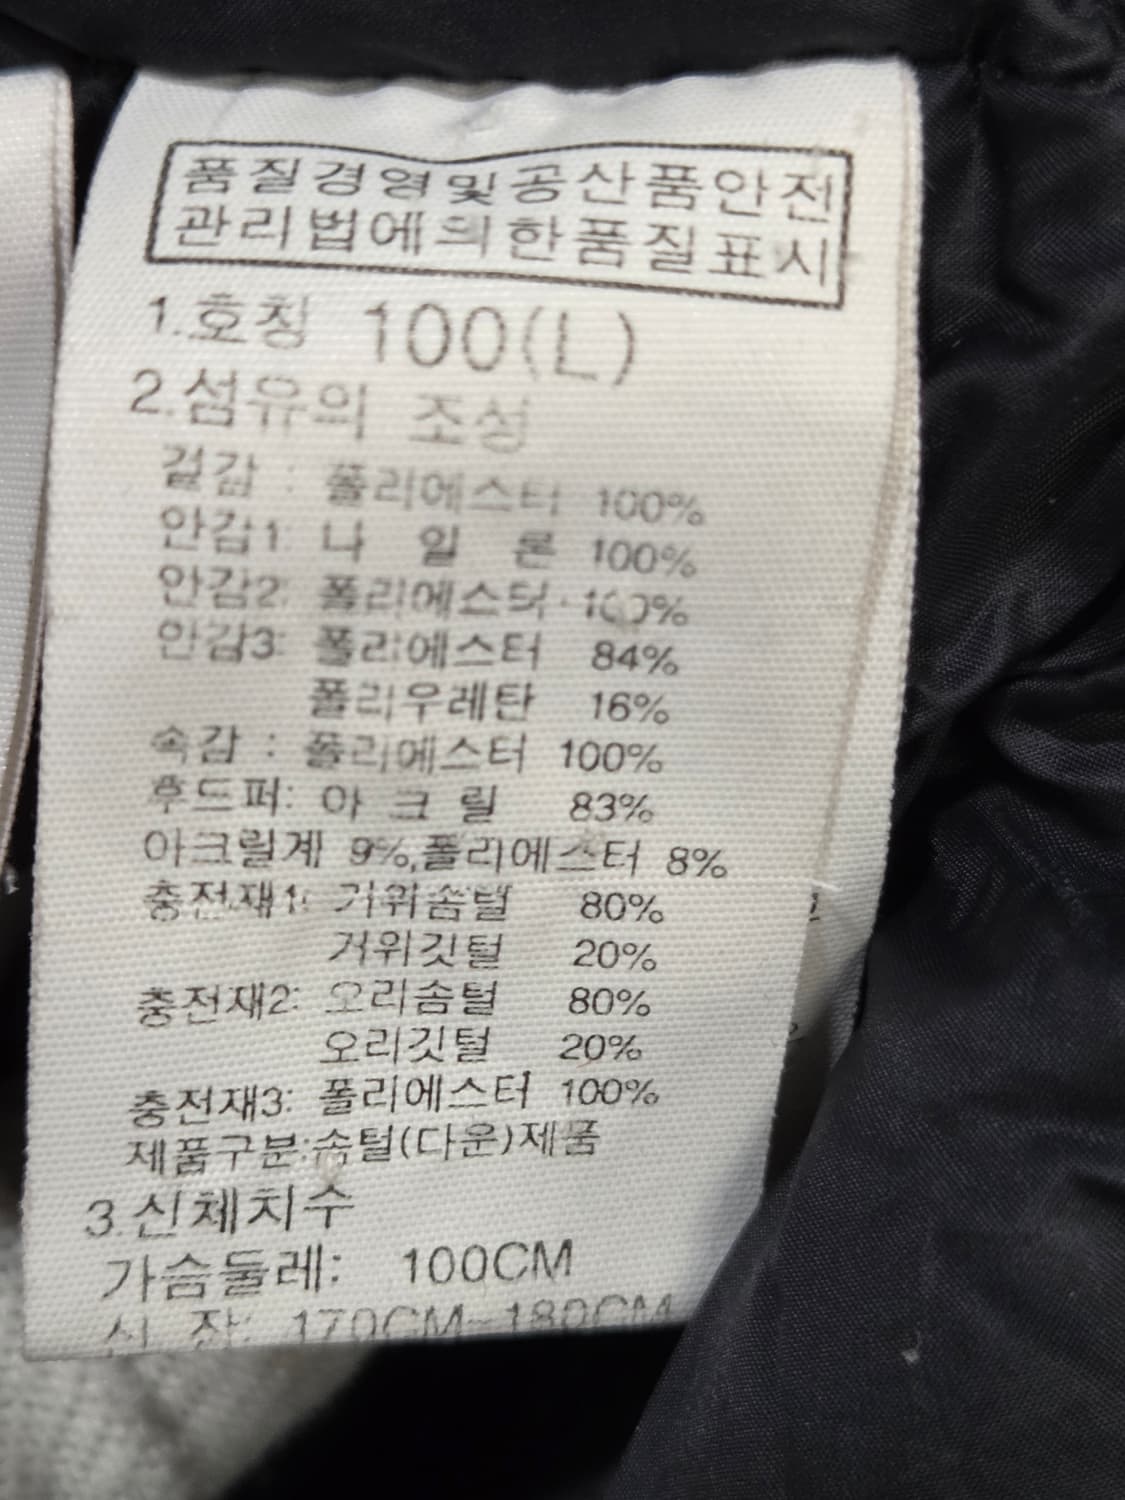 품질경영및공산품안전
관리법에의한품질표시
1.호칭 100(L)
2.섬유의 조성
겉감 : 폴리에스터 100%
안감1: 나 일 론 100%
안감2: 폴리에스터 100%
안감3: 폴리에스터 84%
폴리우레탄 16%
속감 : 폴리에스터 100%
후드퍼: 아 크 릴 83%
아크릴계 9%,폴리에스터 8%
충전재1: 거위솜털 80%
거위깃털 20%
충전재2: 오리솜털 80%
오리깃털 20%
충전재3: 폴리에스터 100%
제품구분:솜털(다운)제품
3.신체치수
가슴둘레: 100CM
신 장: 170CM~180CM